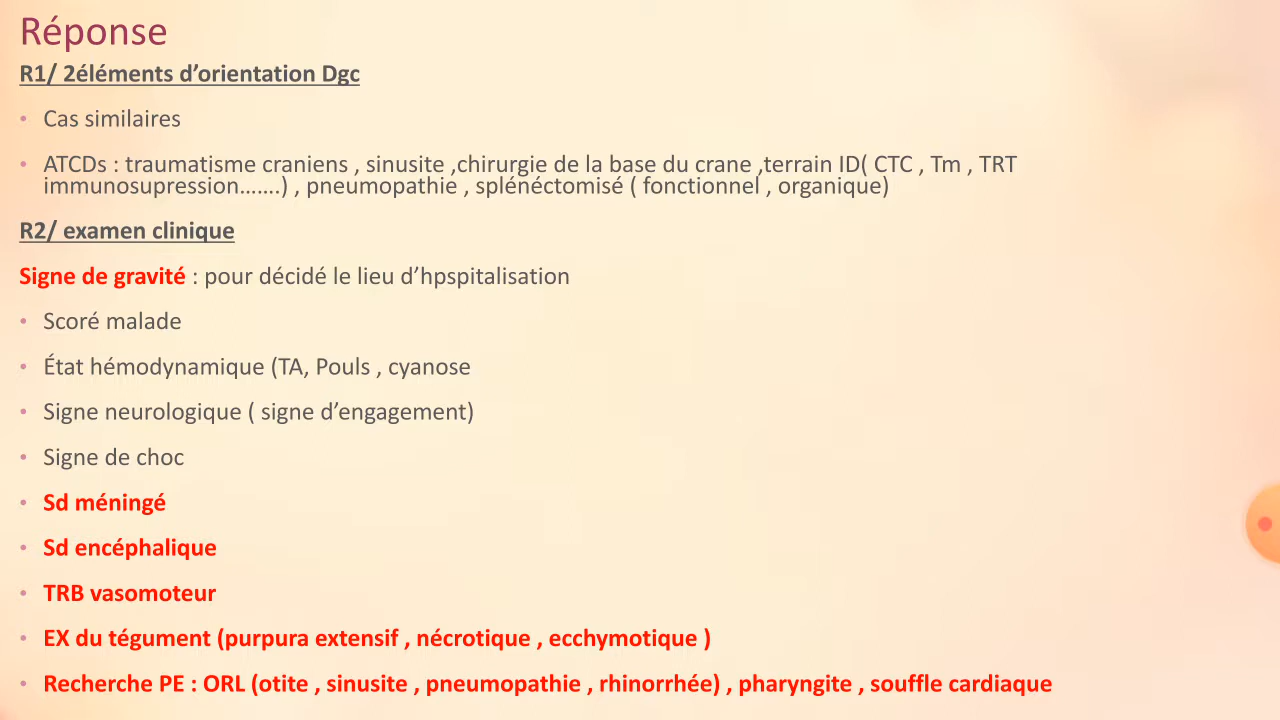 Réponse
R1/ 2éléments d’orientation Dgc
• Cas similaires
• ATCDs : traumatisme craniens , sinusite ,chirurgie de la base du crane ,terrain ID( CTC , Tm , TRT
immunosupression…….) , pneumopathie , splénéctomisé ( fonctionnel , organique)
R2/ examen clinique
Signe de gravité : pour décidé le lieu d’hpspitalisation
• Scoré malade
• État hémodynamique (TA, Pouls , cyanose
• Signe neurologique ( signe d’engagement)
• Signe de choc
• Sd méningé
• Sd encéphalique
• TRB vasomoteur
• EX du tégument (purpura extensif , nécrotique , ecchymotique )
• Recherche PE : ORL (otite , sinusite , pneumopathie , rhinorrhée) , pharyngite , souffle cardiaque